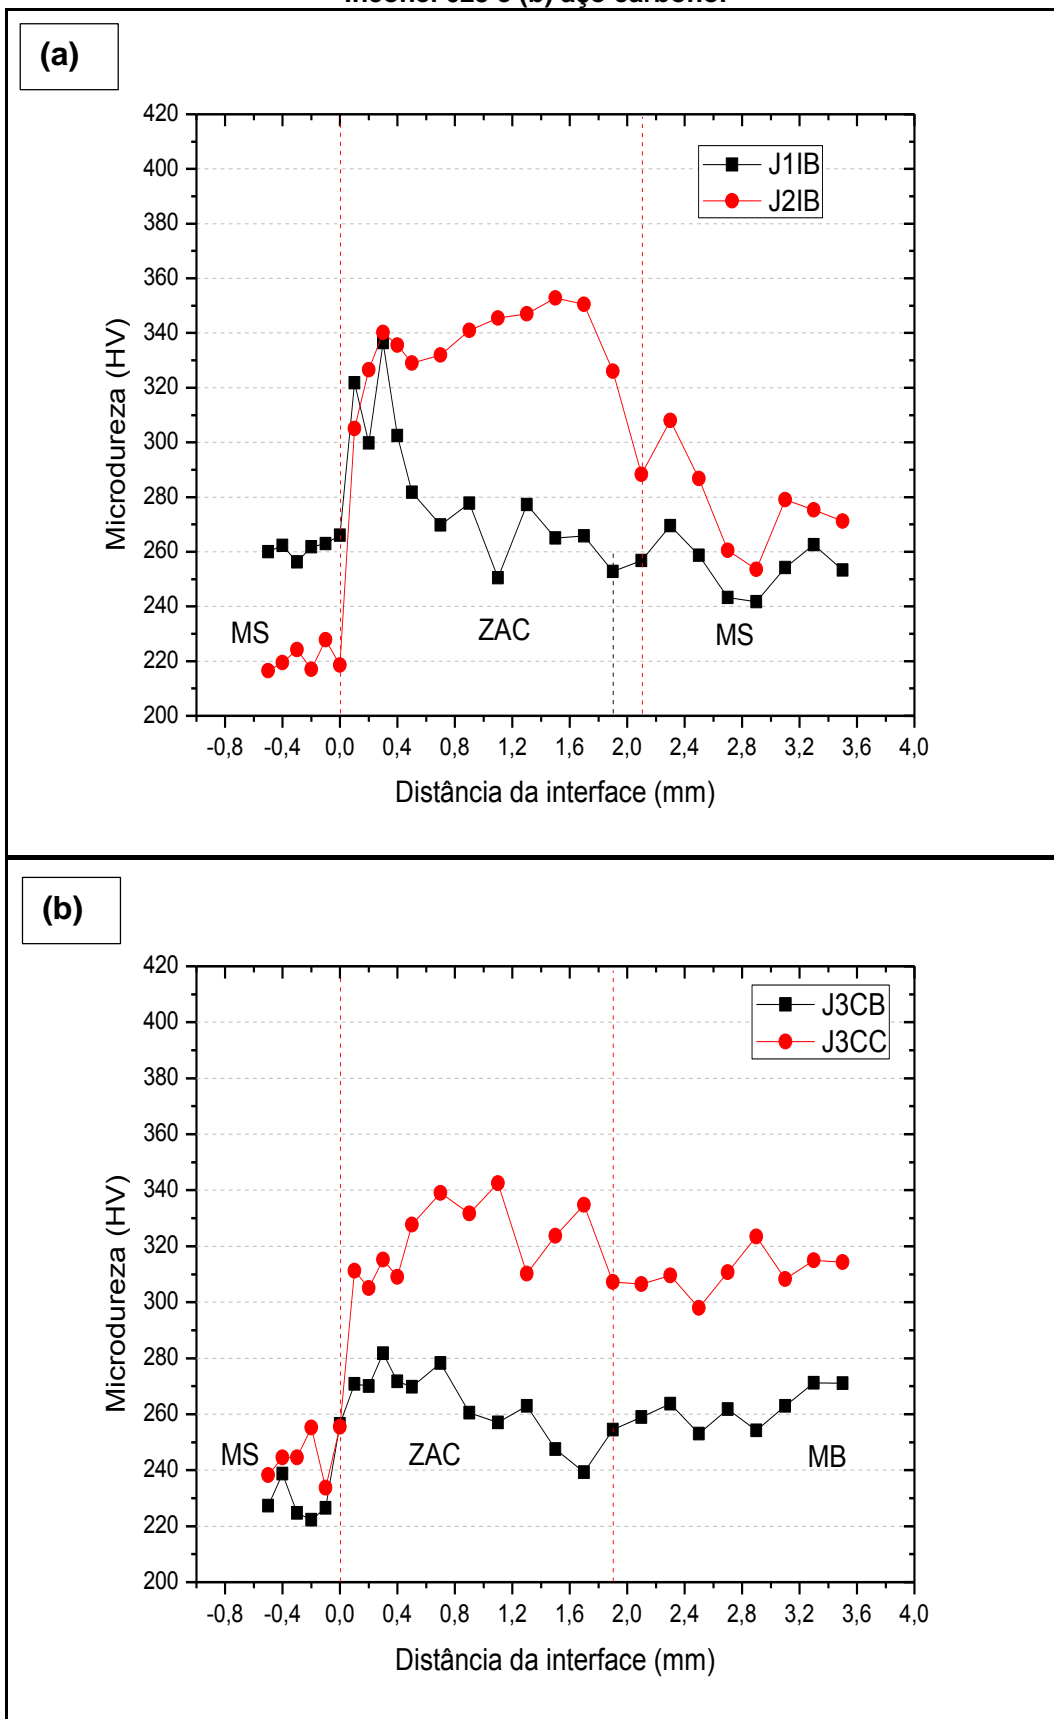 Inconel 625 e (b) aço carbono.
(a)
420
400
380
360
340
320
300
280
260
240
220
200
Microdureza (HV)
J1IB
J2IB
MS
ZAC
MS
-0,8 -0,4 0,0 0,4 0,8 1,2 1,6 2,0 2,4 2,8 3,2 3,6 4,0
Distância da interface (mm)
(b)
420
400
380
360
340
320
300
280
260
240
220
200
Microdureza (HV)
J3CB
J3CC
MS
ZAC
MB
-0,8 -0,4 0,0 0,4 0,8 1,2 1,6 2,0 2,4 2,8 3,2 3,6 4,0
Distância da interface (mm)